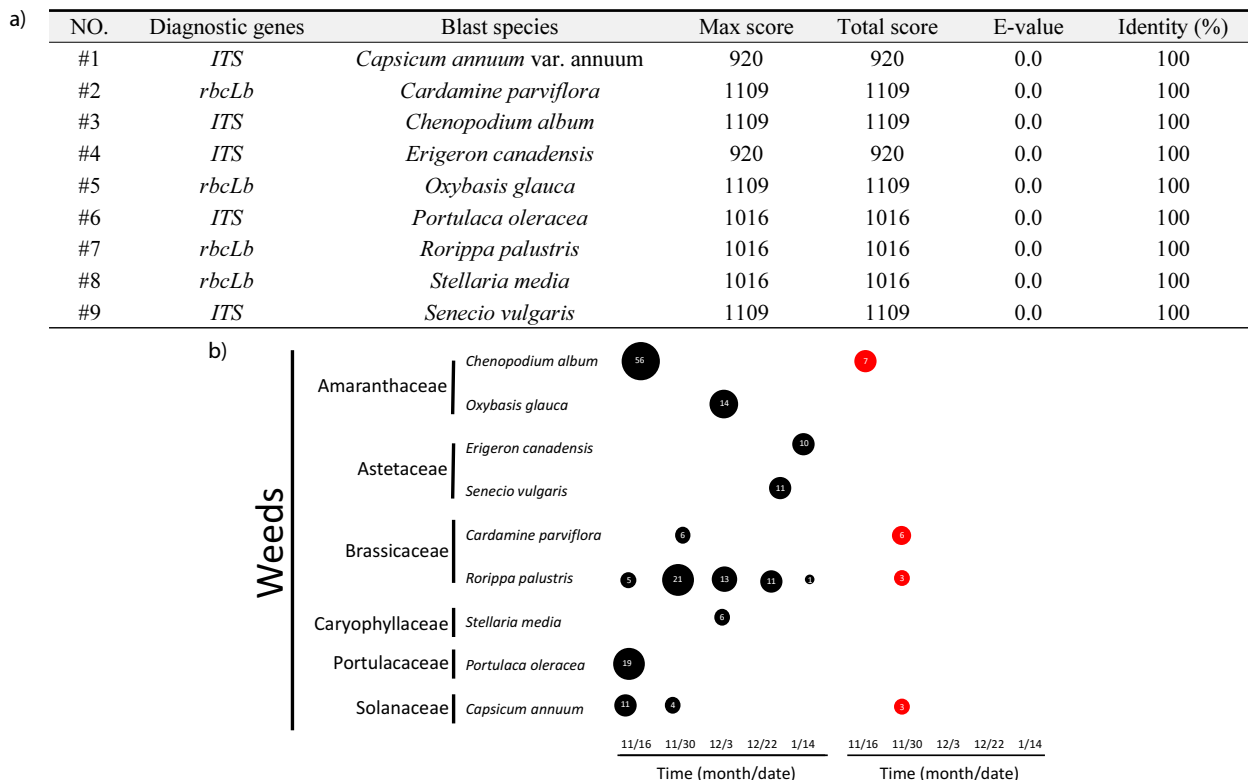 a)
NO. Diagnostic genes Blast species Max score Total score E-value Identity (%)
#1 ITS Capsicum annuum var. annuum 920 920 0.0 100
#2 rbcLb Cardamine parviflora 1109 1109 0.0 100
#3 ITS Chenopodium album 1109 1109 0.0 100
#4 ITS Erigeron canadensis 920 920 0.0 100
#5 rbcLb Oxybasis glauca 1109 1109 0.0 100
#6 ITS Portulaca oleracea 1016 1016 0.0 100
#7 rbcLb Rorippa palustris 1016 1016 0.0 100
#8 rbcLb Stellaria media 1016 1016 0.0 100
#9 ITS Senecio vulgaris 1109 1109 0.0 100
b)
Weeds
Amaranthaceae
Chenopodium album 56 7
Oxybasis glauca 14
Astetaceae
Erigeron canadensis 10
Senecio vulgaris 11
Brassicaceae
Cardamine parviflora 6 6
Rorippa palustris 5 21 13 11 1 3
Caryophyllaceae Stellaria media 6
Portulacaceae Portulaca oleracea 19
Solanaceae Capsicum annuum 11 4 3
11/16 11/30 12/3 12/22 1/14 11/16 11/30 12/3 12/22 1/14
Time (month/date) Time (month/date)